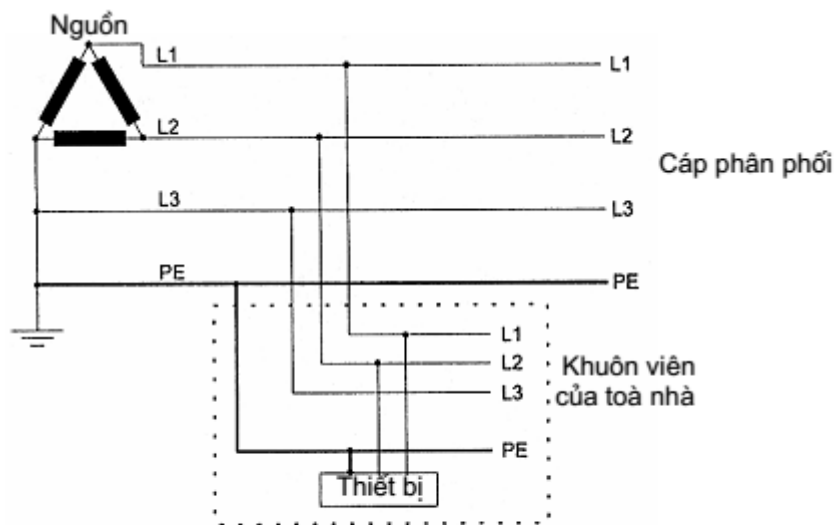 Nguồn
L1
L1
L2
L2
Cáp phân phối
L3
L3
PE
PE
L1
L2
Khuôn viên
của toà nhà
L3
PE
Thiết bị